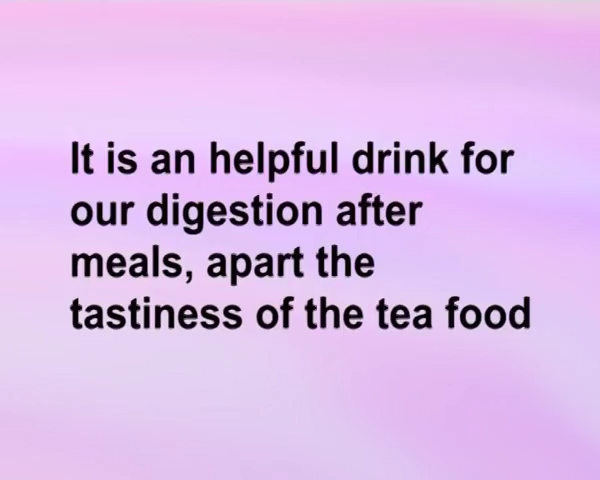 It is an helpful drink for
our digestion after
meals, apart the
tastiness of the tea food